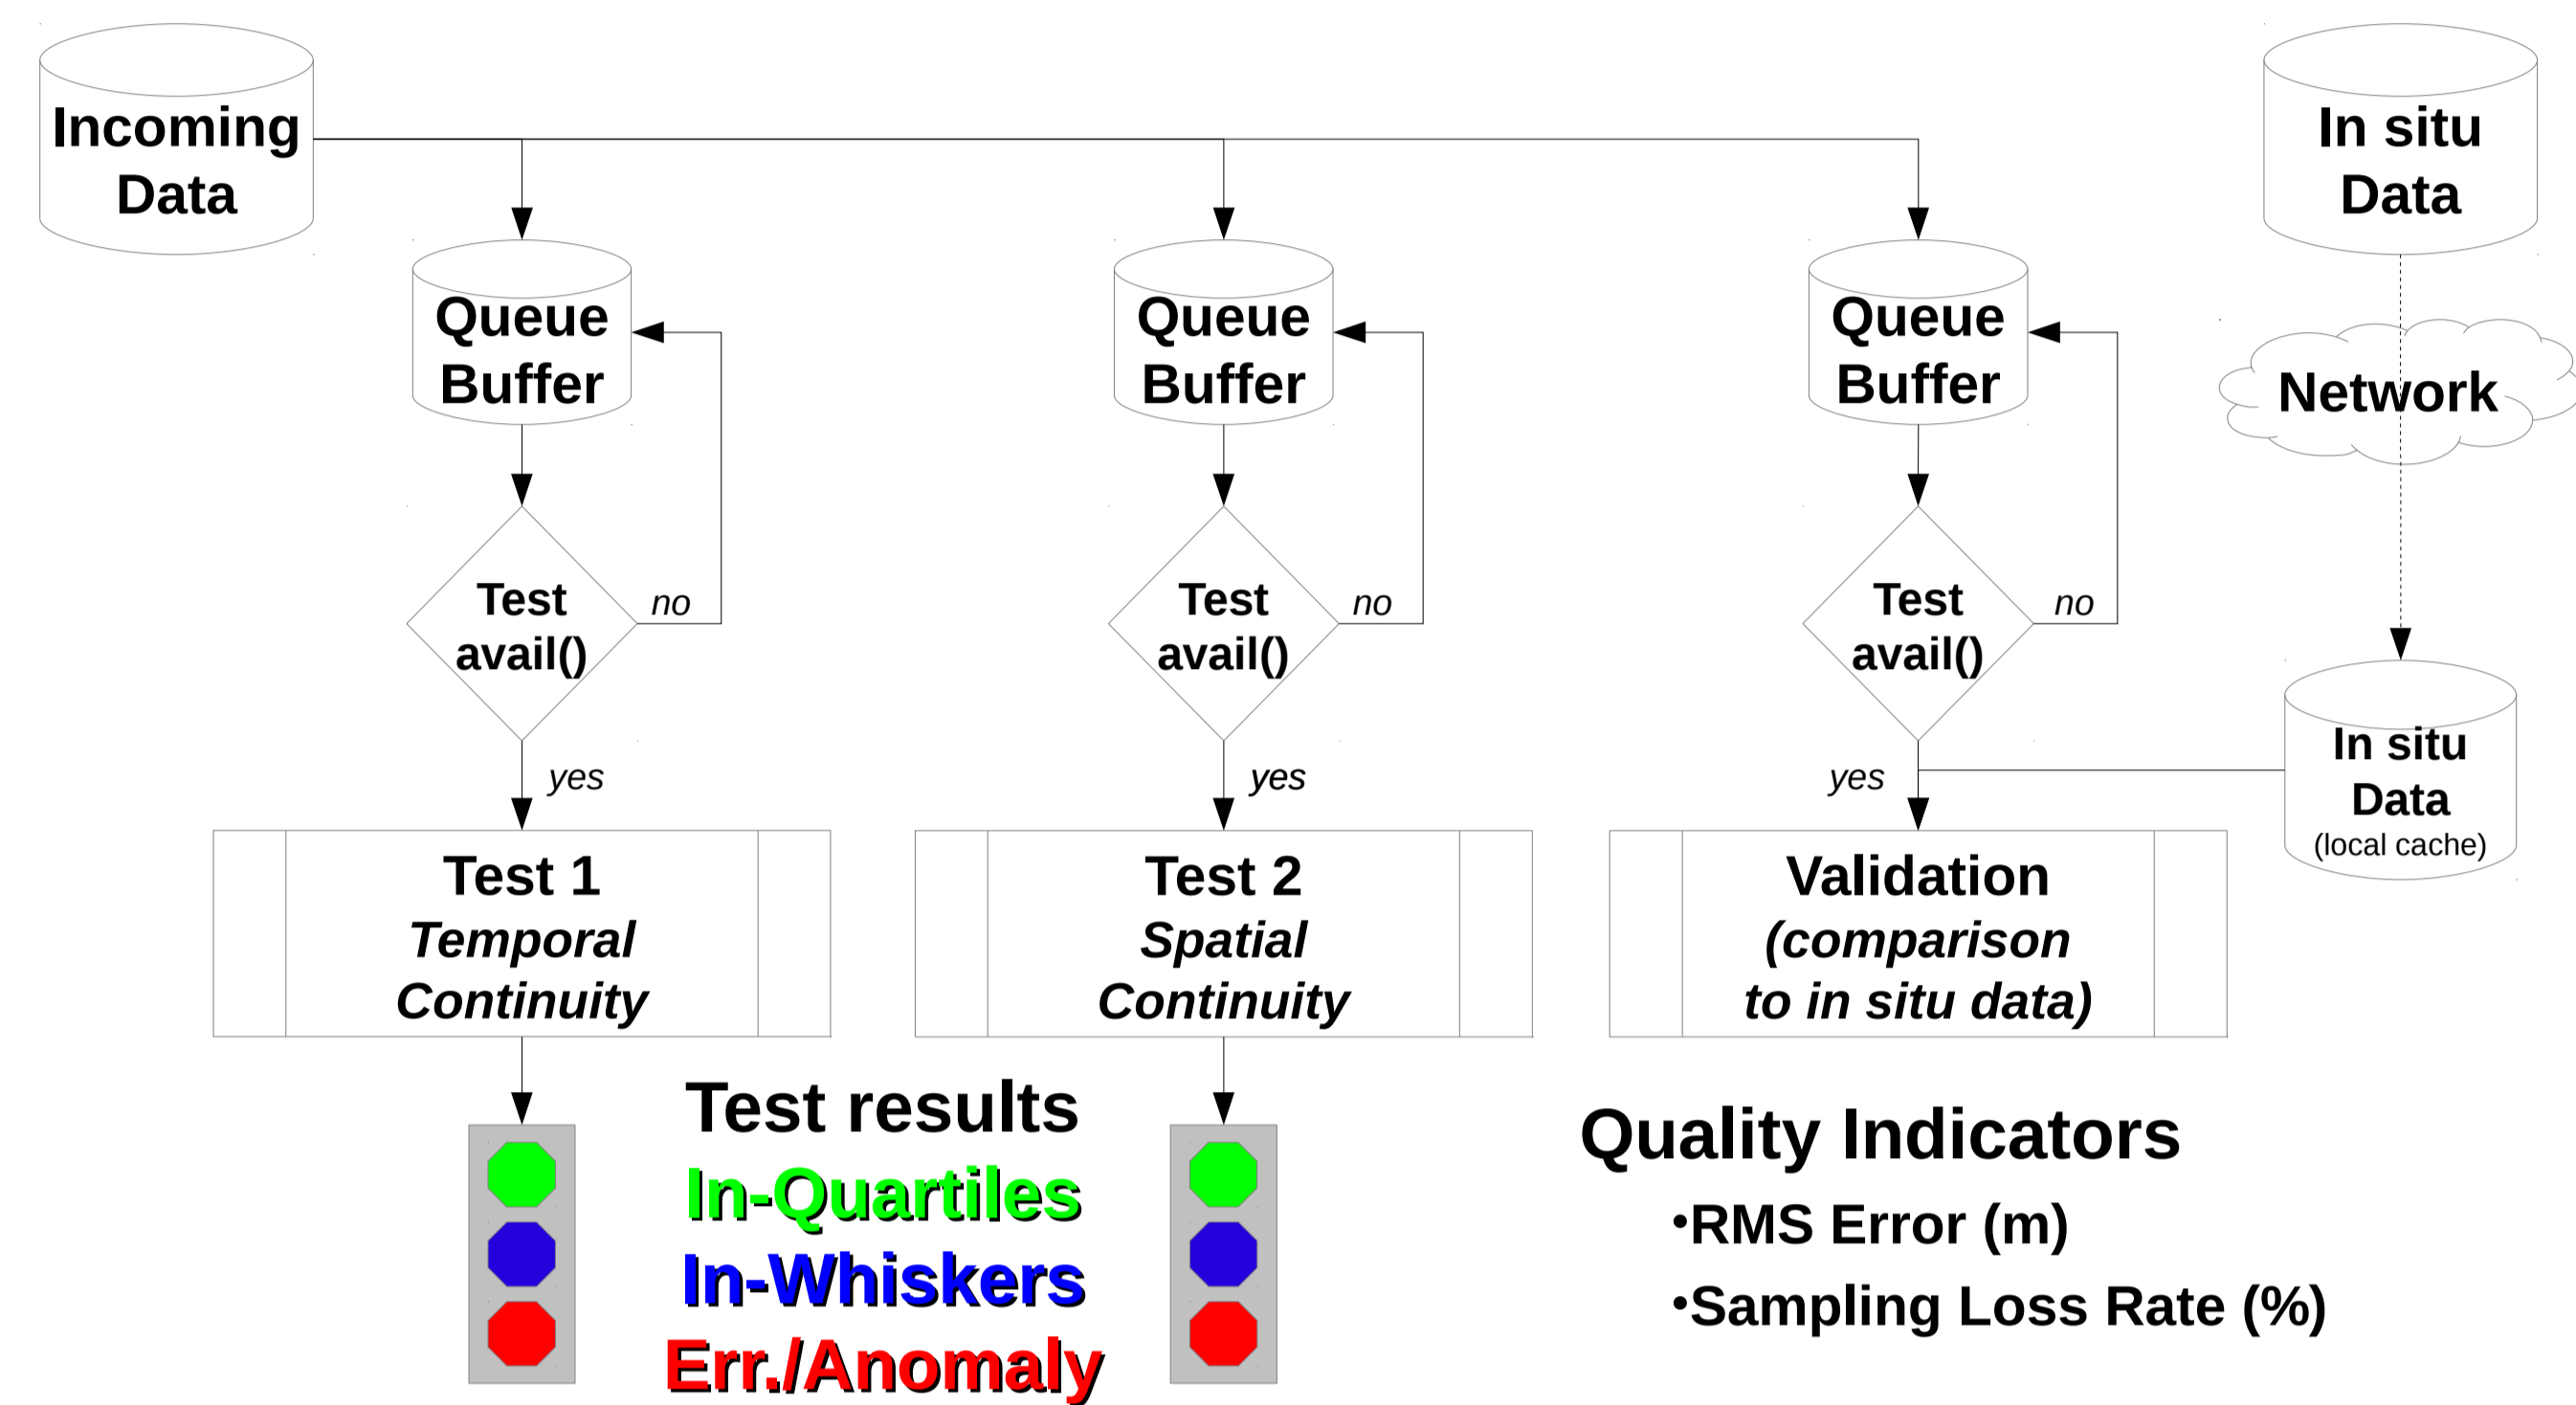 Incoming
Data
In situ
Data
Queue
Buffer
Queue
Buffer
Queue
Buffer
Network
Test
avail()
no
Test
avail()
no
Test
avail()
no
yes
yes
yes
In situ
Data
(local cache)
Test 1
Temporal
Continuity
Test 2
Spatial
Continuity
Validation
(comparison
to in situ data)
Test results
In-Quartiles
In-Whiskers
Err./Anomaly
Quality Indicators
•RMS Error (m)
•Sampling Loss Rate (%)